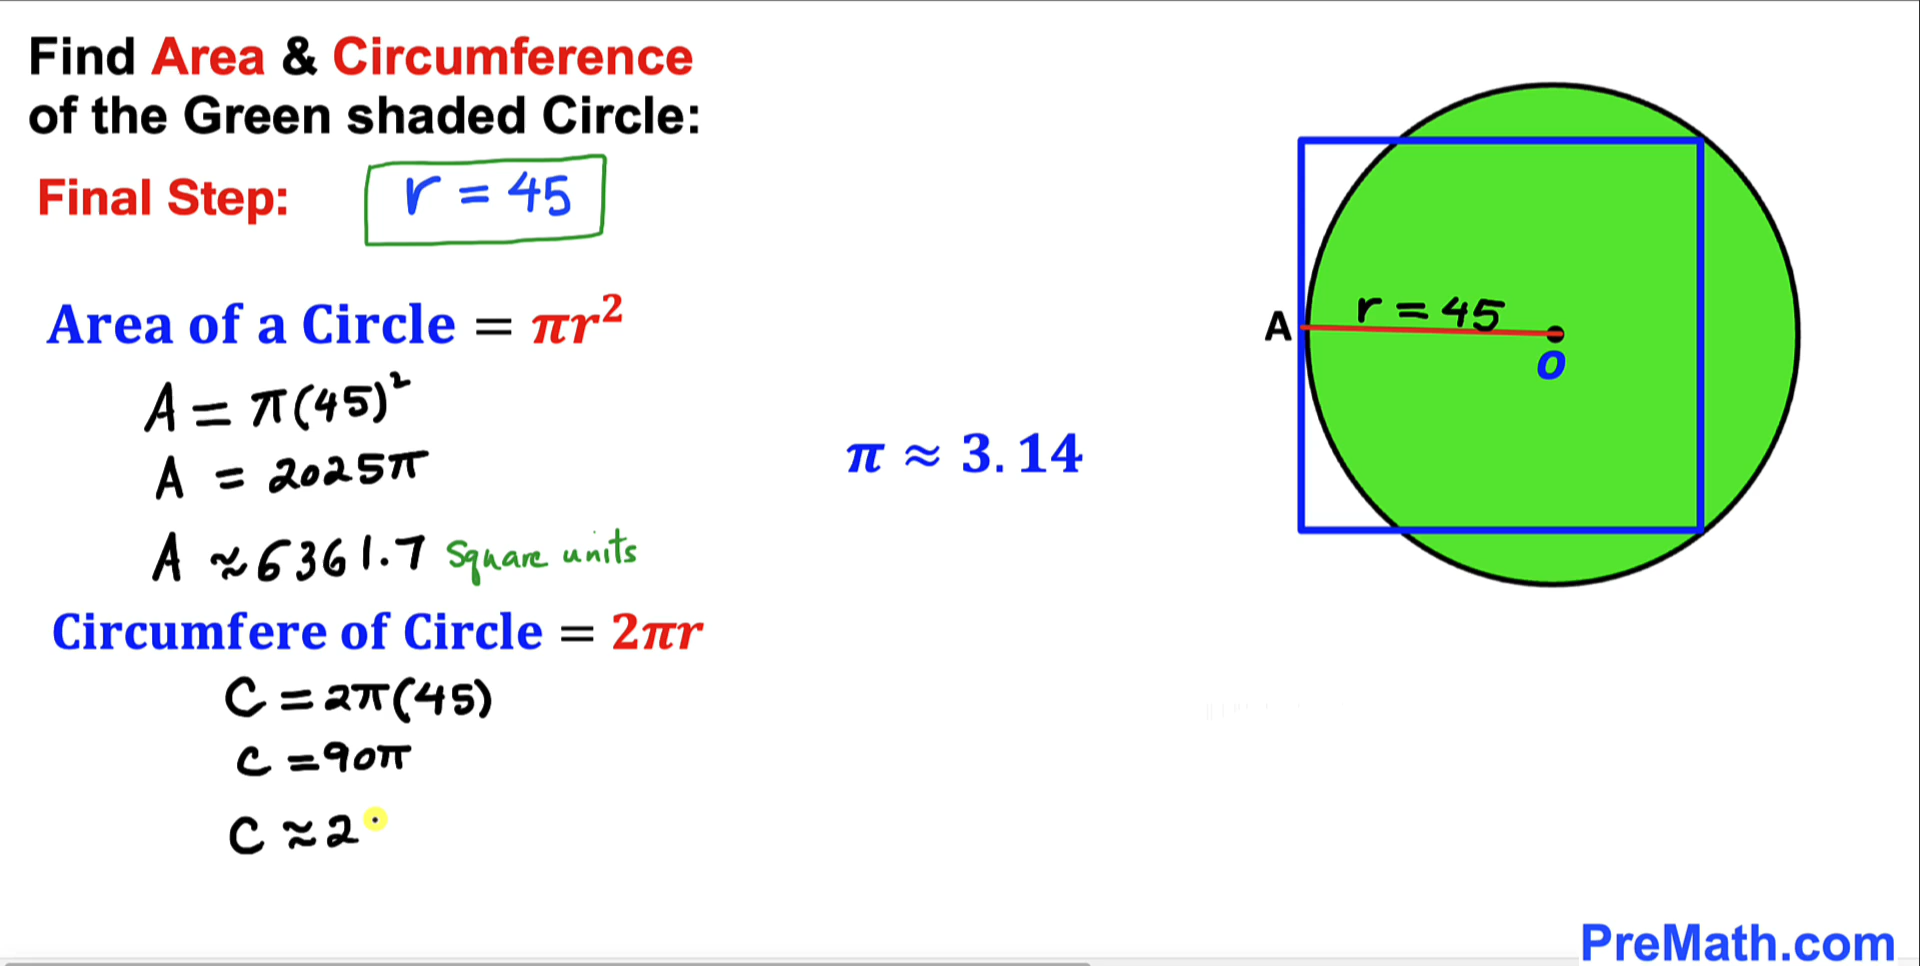 Find Area & Circumference
of the Green shaded Circle:
Final Step: r = 45
Area of a Circle = πr²
A = π(45)²
A = 2025π
A ≈ 6361.7 Square units
Circumfere of Circle = 2πr
C = 2π(45)
C = 90π
C ≈ 2
π ≈ 3.14
A
r = 45
O
PreMath.com